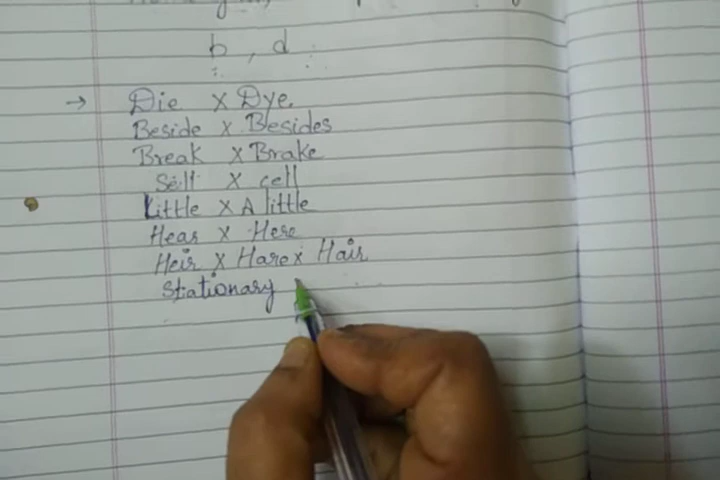 b, d
→ Die X Dye.
Beside X Besides
Break X Brake
Sell X cell
Little X A little
Hear X Here
Heir X Hare X Hair
Stationary